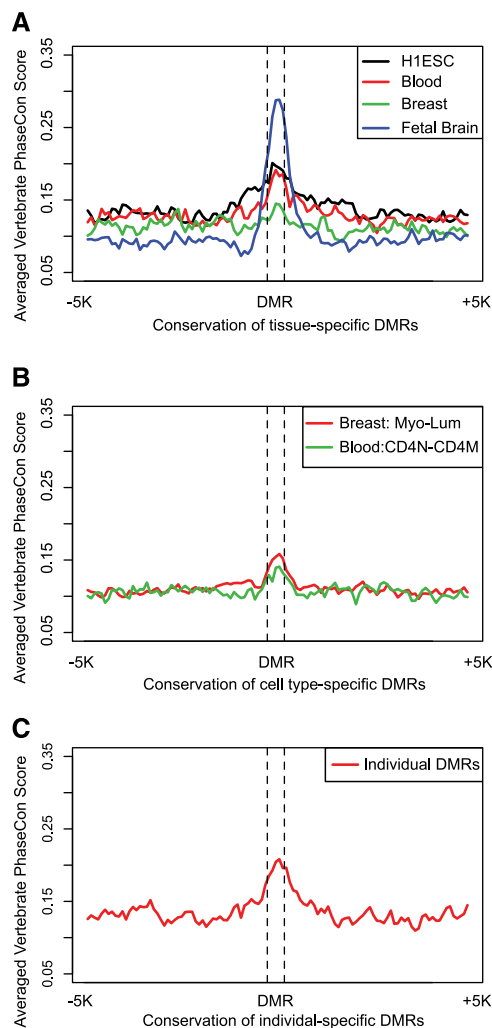 A
Averaged Vertebrate PhaseCon Score
0.05
0.15
0.25
0.35
H1ESC
Blood
Breast
Fetal Brain
-5K
DMR
+5K
Conservation of tissue-specific DMRs
B
Averaged Vertebrate PhaseCon Score
0.05
0.15
0.25
0.35
Breast: Myo-Lum
Blood:CD4N-CD4M
-5K
DMR
+5K
Conservation of cell type-specific DMRs
C
Averaged Vertebrate PhaseCon Score
0.05
0.15
0.25
0.35
Individual DMRs
-5K
DMR
+5K
Conservation of individal-specific DMRs